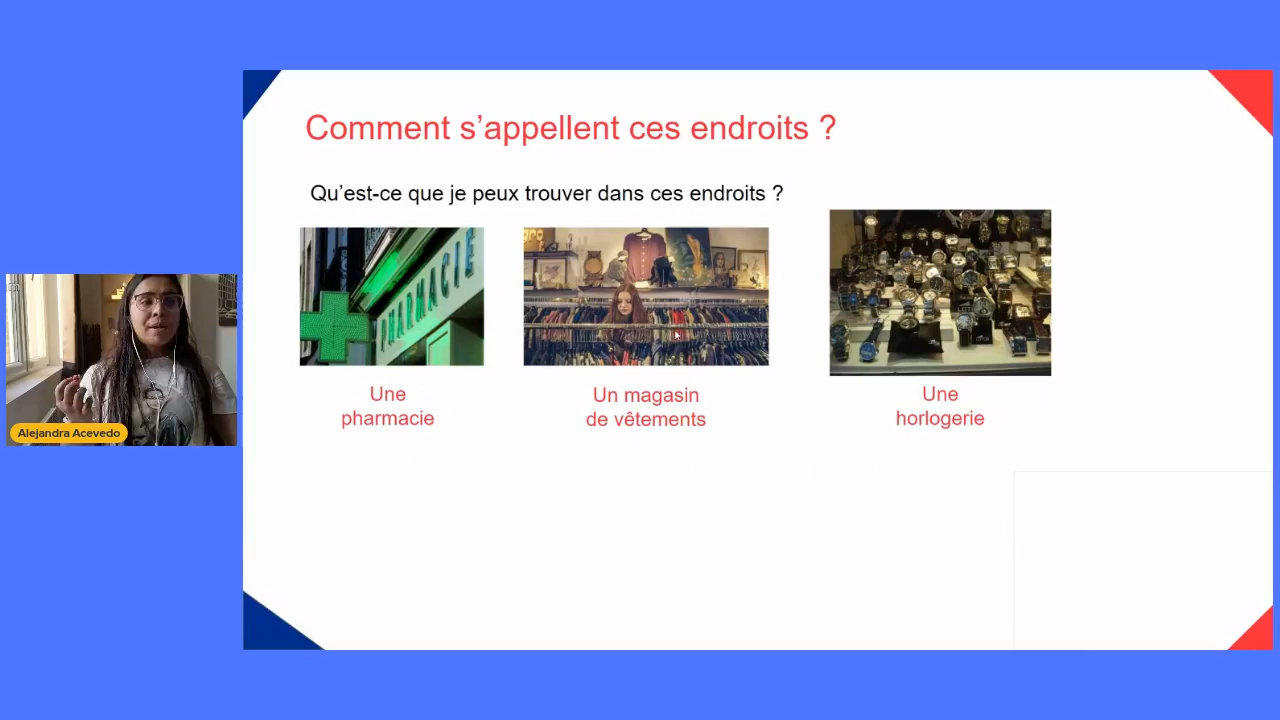 Comment s'appellent ces endroits ?
Qu'est-ce que je peux trouver dans ces endroits ?
PHARMACIE
Une
pharmacie
Un magasin
de vêtements
Une
horlogerie
Alejandra Acevedo